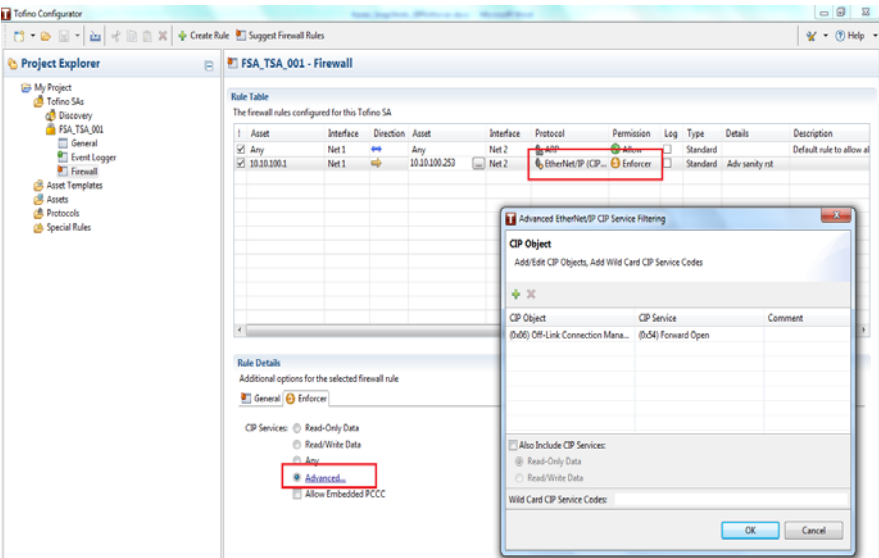 Tofino Configurator
Create Rule Suggest Firewall Rules Help
Project Explorer
My Project
Tofino SAs
Discovery
FSA_TSA_001
General
Event Logger
Firewall
Asset Templates
Assets
Protocols
Special Rules
FSA_TSA_001 - Firewall
Rule Table
The firewall rules configured for this Tofino SA
! Asset Interface Direction Asset Interface Protocol Permission Log Type Details Description
Any Net 1 Any Net 2 ARP Allow Standard Default rule to allow al
10.10.100.1 Net 1 10.10.100.253 ... Net 2 EtherNet/IP (CIP... Enforcer Standard Adv sanity rst
Rule Details
Additional options for the selected firewall rule
General Enforcer
CIP Services: Read-Only Data
Read/Write Data
Any
Advanced...
Allow Embedded PCCC
Advanced EtherNet/IP CIP Service Filtering
CIP Object
Add/Edit CIP Objects, Add Wild Card CIP Service Codes
CIP Object CIP Service Comment
(0x06) Off-Link Connection Mana... (0x54) Forward Open
Also Include CIP Services:
Read-Only Data
Read/Write Data
Wild Card CIP Service Codes:
OK Cancel